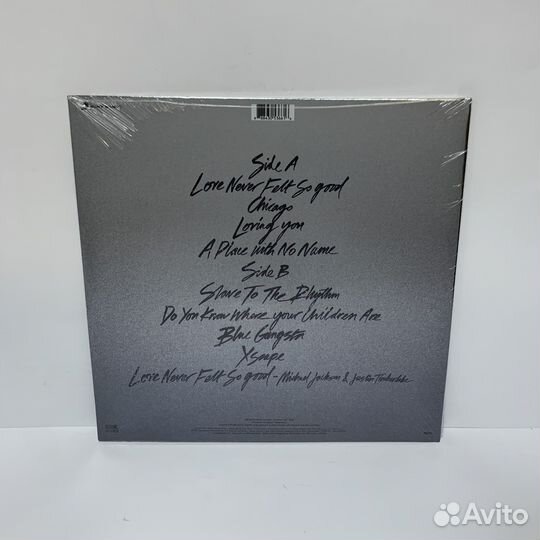 Side A
Love Never Felt So good
Chicago
Loving you
A Place with No Name
Side B
Slave To The Rhythm
Do You Know Where your Children Are
Blue Gangsta
Xscape
Love Never Felt So good - Michael Jackson & Justin Timberlake
Avito